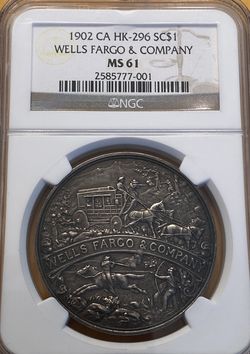 1902 CA HK-296 SC$1
WELLS FARGO & COMPANY
MS 61
2585777-001
NGC
WELLS FARGO & COMPANY